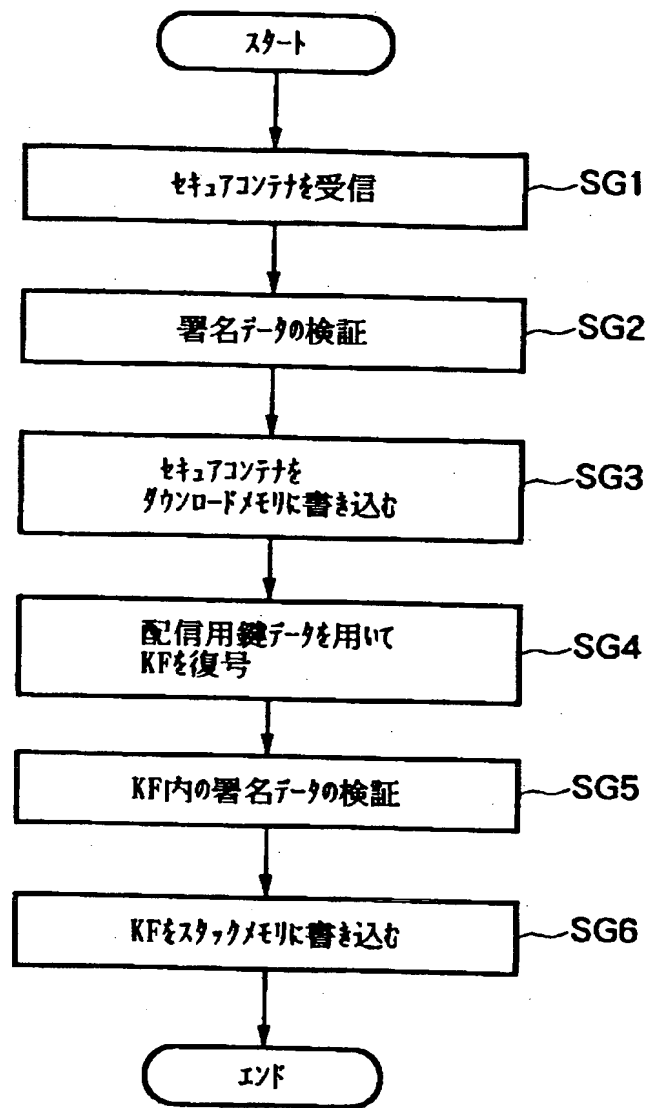 スタート
セキュアコンテナを受信
SG1
署名データの検証
SG2
セキュアコンテナを
ダウンロードメモリに書き込む
SG3
配信用鍵データを用いて
KFを復号
SG4
KF内の署名データの検証
SG5
KFをスタックメモリに書き込む
SG6
エンド